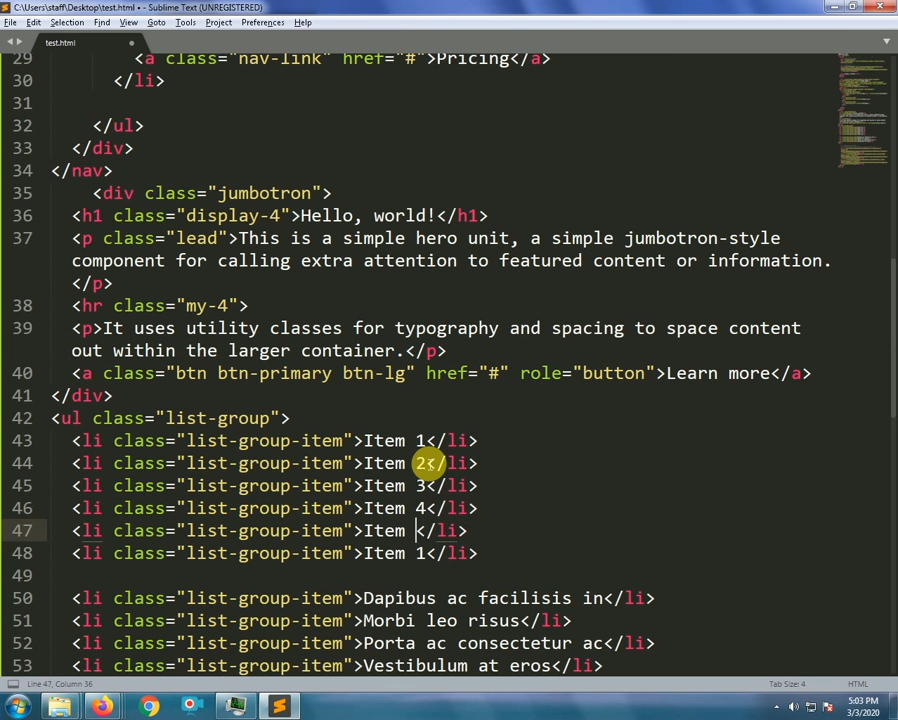 C:\Users\staff\Desktop\test.html • - Sublime Text (UNREGISTERED)
File Edit Selection Find View Goto Tools Project Preferences Help
test.html
29 <a class="nav-link" href="#">Pricing</a>
30 </li>
31
32 </ul>
33 </div>
34 </nav>
35 <div class="jumbotron">
36 <h1 class="display-4">Hello, world!</h1>
37 <p class="lead">This is a simple hero unit, a simple jumbotron-style
component for calling extra attention to featured content or information.
</p>
38 <hr class="my-4">
39 <p>It uses utility classes for typography and spacing to space content
out within the larger container.</p>
40 <a class="btn btn-primary btn-lg" href="#" role="button">Learn more</a>
41 </div>
42 <ul class="list-group">
43 <li class="list-group-item">Item 1</li>
44 <li class="list-group-item">Item 2</li>
45 <li class="list-group-item">Item 3</li>
46 <li class="list-group-item">Item 4</li>
47 <li class="list-group-item">Item </li>
48 <li class="list-group-item">Item 1</li>
49
50 <li class="list-group-item">Dapibus ac facilisis in</li>
51 <li class="list-group-item">Morbi leo risus</li>
52 <li class="list-group-item">Porta ac consectetur ac</li>
53 <li class="list-group-item">Vestibulum at eros</li>
Line 47, Column 36 Tab Size: 4 HTML
5:03 PM
3/3/2020